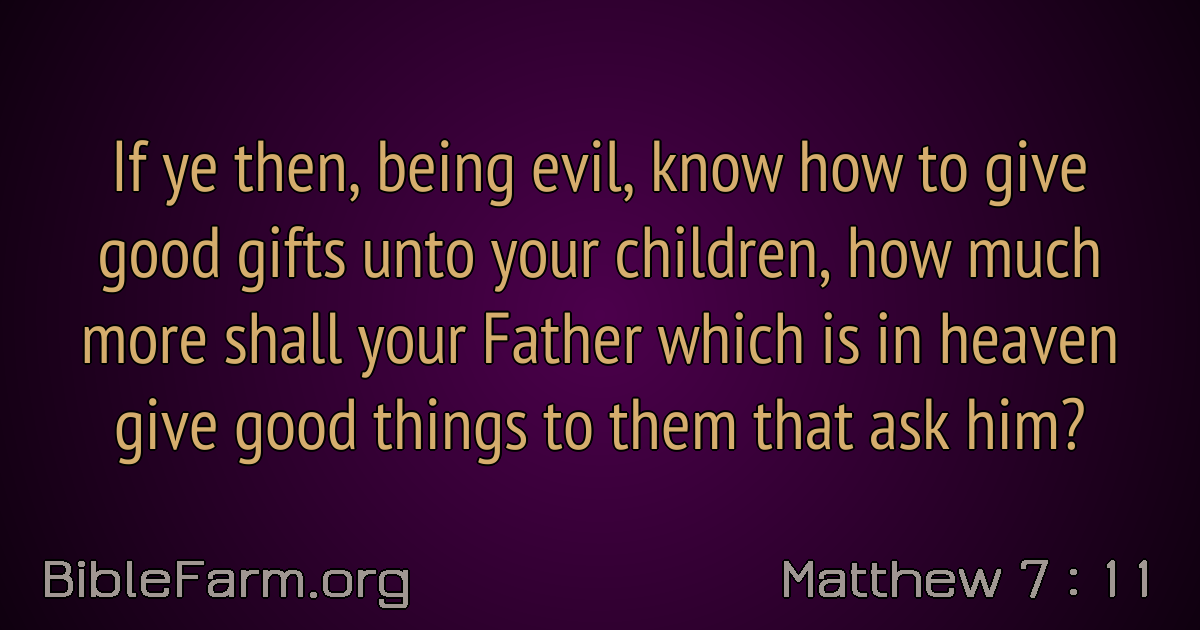 If ye then, being evil, know how to give
good gifts unto your children, how much
more shall your Father which is in heaven
give good things to them that ask him?
BibleFarm.org
Matthew 7 : 11